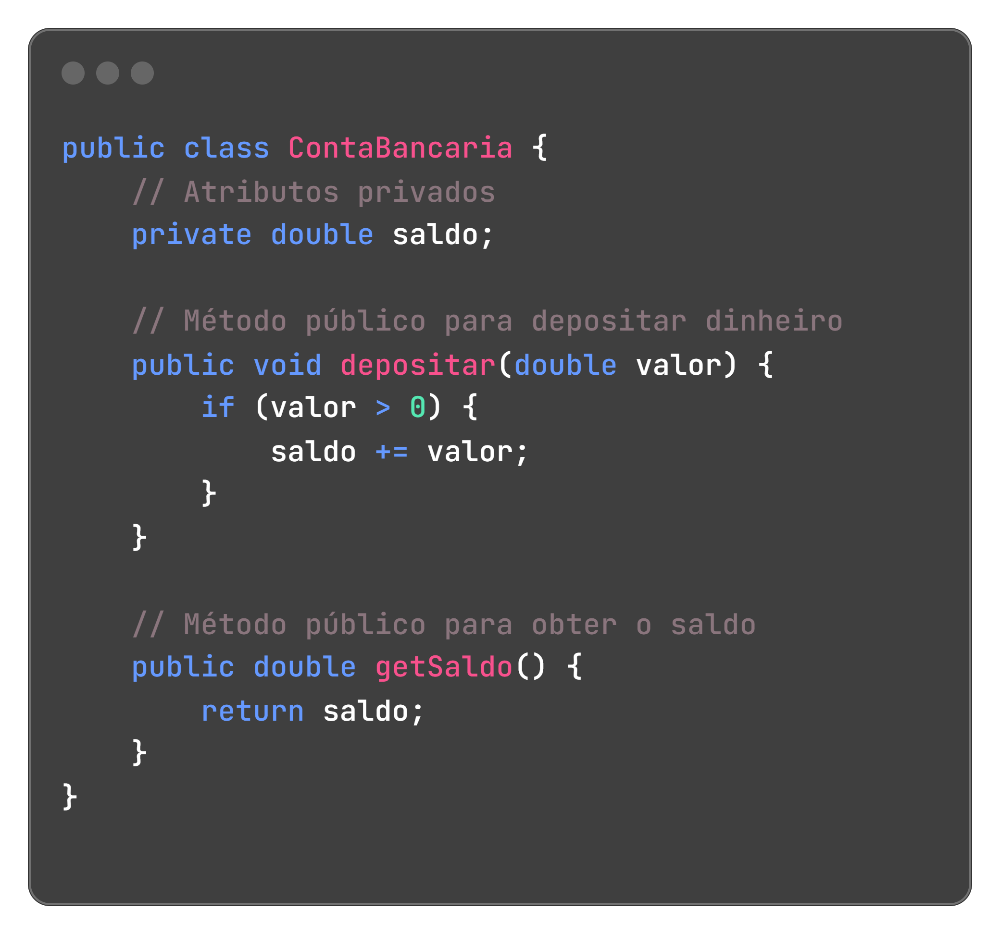 public class ContaBancaria {
    // Atributos privados
    private double saldo;

    // Método público para depositar dinheiro
    public void depositar(double valor) {
        if (valor > 0) {
            saldo += valor;
        }
    }

    // Método público para obter o saldo
    public double getSaldo() {
        return saldo;
    }
}